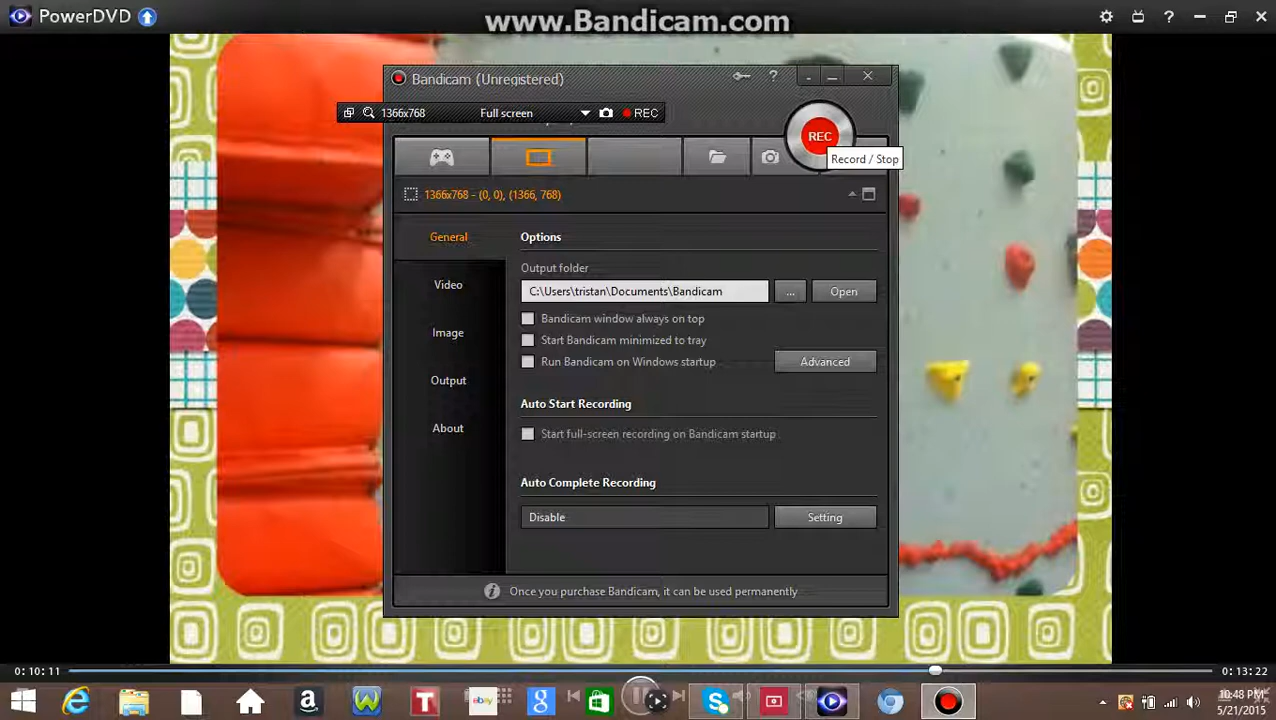 PowerDVD
www.Bandicam.com
?
Bandicam (Unregistered)
?
1366x768 Full screen REC
REC
Record / Stop
1366x768 - (0, 0), (1366, 768)
General
Video
Image
Output
About
Options
Output folder
C:\Users\tristan\Documents\Bandicam ... Open
Bandicam window always on top
Start Bandicam minimized to tray
Run Bandicam on Windows startup Advanced
Auto Start Recording
Start full-screen recording on Bandicam startup
Auto Complete Recording
Disable Setting
Once you purchase Bandicam, it can be used permanently
0:10:11 0:13:22
a W T ebay g S
10:48 PM
5/21/2015